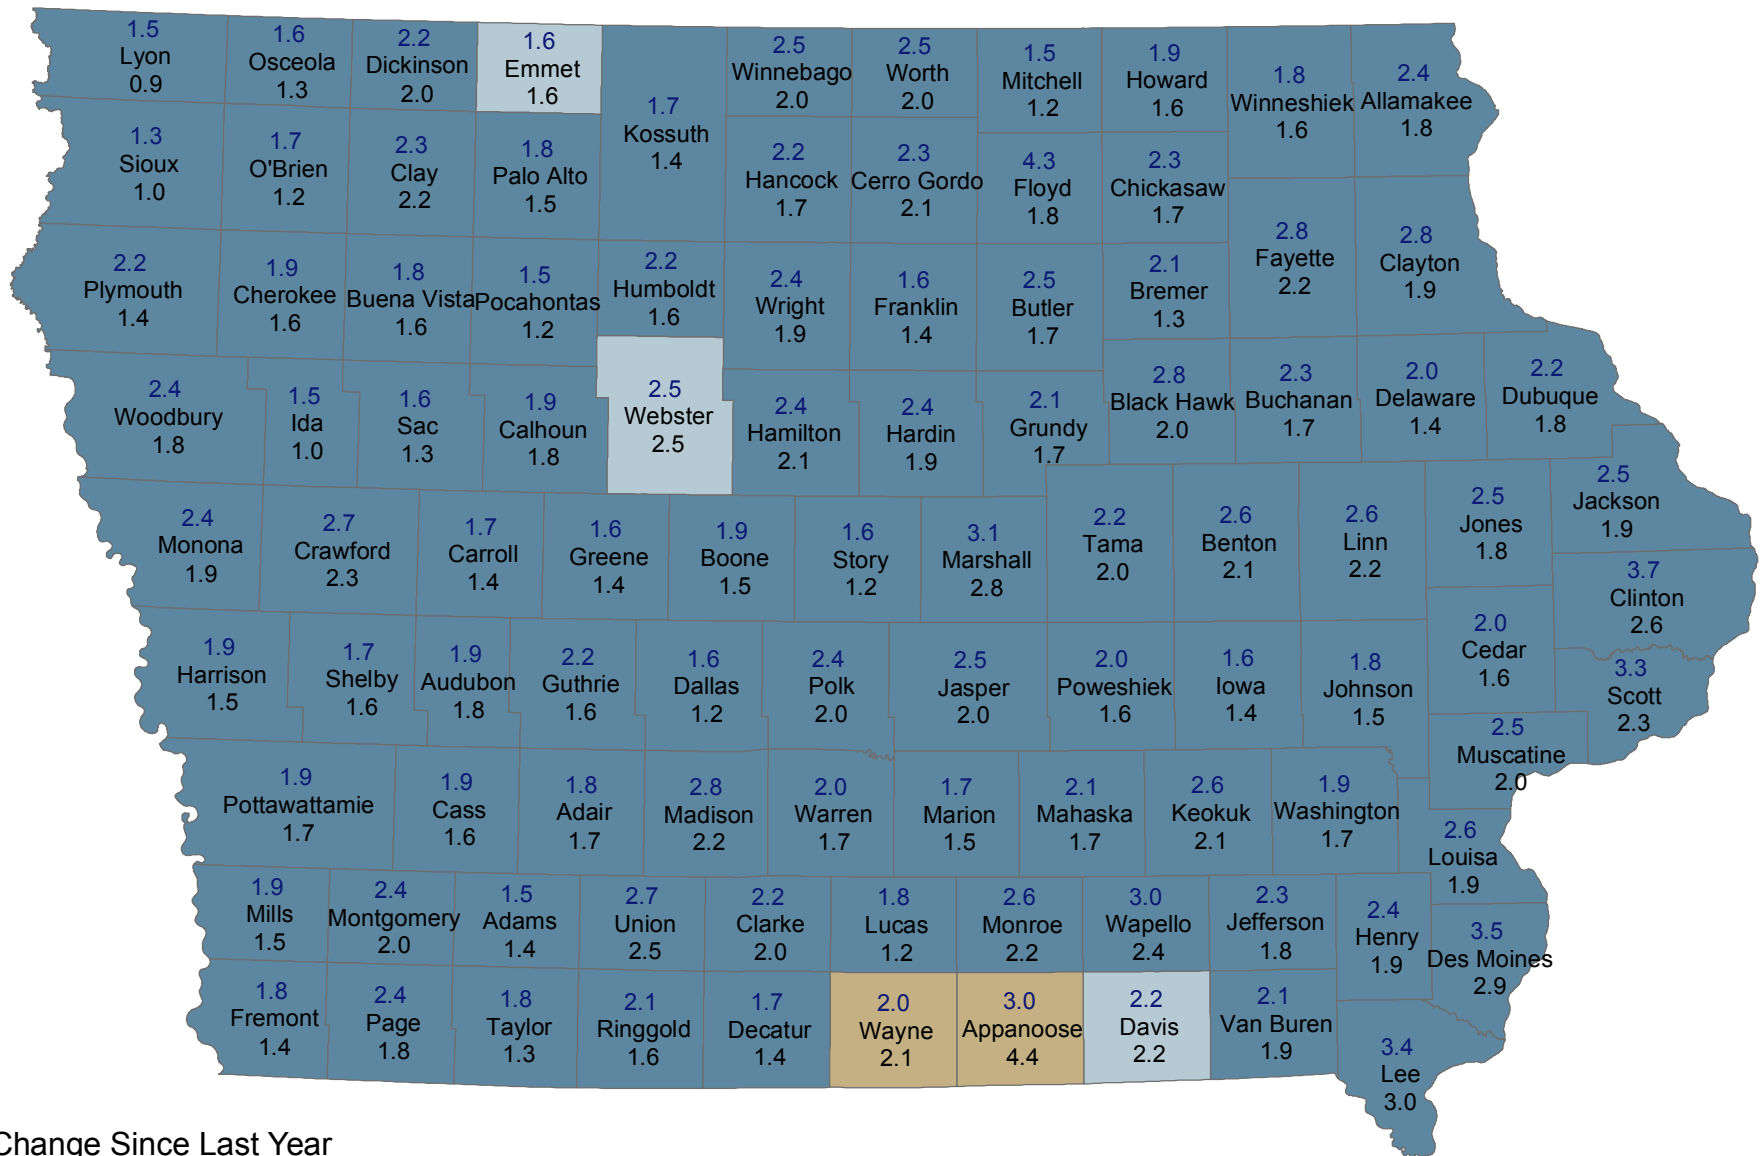 1.5
Lyon
0.9
1.6
Osceola
1.3
2.2
Dickinson
2.0
1.6
Emmet
1.6
1.7
Kossuth
1.4
2.5
Winnebago
2.0
2.5
Worth
2.0
1.5
Mitchell
1.2
1.9
Howard
1.6
1.8
Winneshiek
1.6
2.4
Allamakee
1.8
1.3
Sioux
1.0
1.7
O'Brien
1.2
2.3
Clay
2.2
1.8
Palo Alto
1.5
2.2
Hancock
1.7
2.3
Cerro Gordo
2.1
4.3
Floyd
1.8
2.3
Chickasaw
1.7
2.8
Fayette
2.2
2.8
Clayton
1.9
2.2
Plymouth
1.4
1.9
Cherokee
1.6
1.8
Buena Vista
1.6
1.5
Pocahontas
1.2
2.2
Humboldt
1.6
2.4
Wright
1.9
1.6
Franklin
1.4
2.5
Butler
1.7
2.1
Bremer
1.3
2.4
Woodbury
1.8
1.5
Ida
1.0
1.6
Sac
1.3
1.9
Calhoun
1.8
2.5
Webster
2.5
2.4
Hamilton
2.1
2.4
Hardin
1.9
2.1
Grundy
1.7
2.8
Black Hawk
2.0
2.3
Buchanan
1.7
2.0
Delaware
1.4
2.2
Dubuque
1.8
2.4
Monona
1.9
2.7
Crawford
2.3
1.7
Carroll
1.4
1.6
Greene
1.4
1.9
Boone
1.5
1.6
Story
1.2
3.1
Marshall
2.8
2.2
Tama
2.0
2.6
Benton
2.1
2.6
Linn
2.2
2.5
Jones
1.8
2.5
Jackson
1.9
3.7
Clinton
2.6
1.9
Harrison
1.5
1.7
Shelby
1.6
1.9
Audubon
1.8
2.2
Guthrie
1.6
1.6
Dallas
1.2
2.4
Polk
2.0
2.5
Jasper
2.0
2.0
Poweshiek
1.6
1.6
Iowa
1.4
1.8
Johnson
1.5
2.0
Cedar
1.6
3.3
Scott
2.3
2.5
Muscatine
2.0
1.9
Pottawattamie
1.7
1.9
Cass
1.6
1.8
Adair
1.7
2.8
Madison
2.2
2.0
Warren
1.7
1.7
Marion
1.5
2.1
Mahaska
1.7
2.6
Keokuk
2.1
1.9
Washington
1.7
2.6
Louisa
1.9
1.9
Mills
1.5
2.4
Montgomery
2.0
1.5
Adams
1.4
2.7
Union
2.5
2.2
Clarke
2.0
1.8
Lucas
1.2
2.6
Monroe
2.2
3.0
Wapello
2.4
2.3
Jefferson
1.8
2.4
Henry
1.9
3.5
Des Moines
2.9
1.8
Fremont
1.4
2.4
Page
1.8
1.8
Taylor
1.3
2.1
Ringgold
1.6
1.7
Decatur
1.4
2.0
Wayne
2.1
3.0
Appanoose
4.4
2.2
Davis
2.2
2.1
Van Buren
1.9
3.4
Lee
3.0
Change Since Last Year